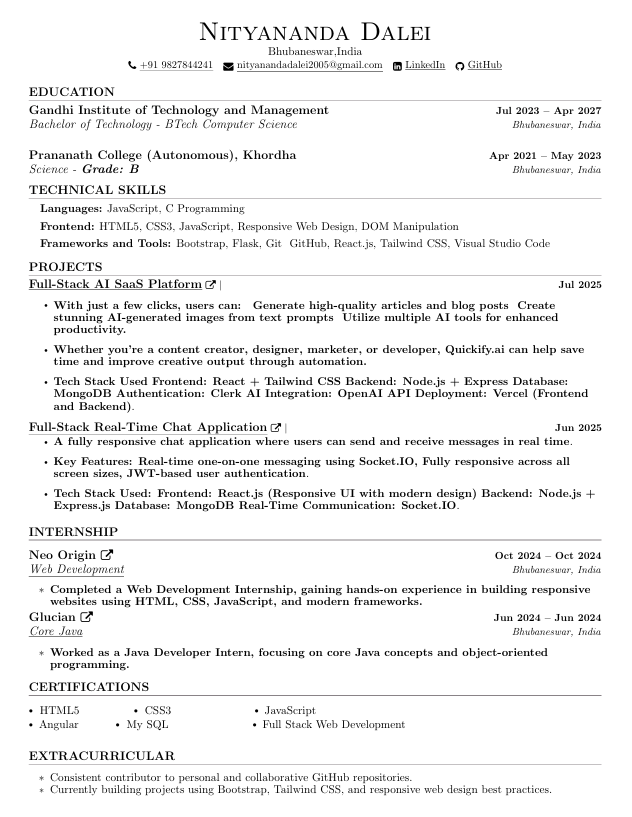 Nityananda Dalei
Bhubaneswar,India
+91 9827844241 nityanandadalei2005@gmail.com LinkedIn GitHub
EDUCATION
Gandhi Institute of Technology and Management Jul 2023 – Apr 2027
Bachelor of Technology - BTech Computer Science Bhubaneswar, India
Prananath College (Autonomous), Khordha Apr 2021 – May 2023
Science - Grade: B Bhubaneswar, India
TECHNICAL SKILLS
Languages: JavaScript, C Programming
Frontend: HTML5, CSS3, JavaScript, Responsive Web Design, DOM Manipulation
Frameworks and Tools: Bootstrap, Flask, Git GitHub, React.js, Tailwind CSS, Visual Studio Code
PROJECTS
Full-Stack AI SaaS Platform | Jul 2025
• With just a few clicks, users can: Generate high-quality articles and blog posts Create
stunning AI-generated images from text prompts Utilize multiple AI tools for enhanced
productivity.
• Whether you're a content creator, designer, marketer, or developer, Quickify.ai can help save
time and improve creative output through automation.
• Tech Stack Used Frontend: React + Tailwind CSS Backend: Node.js + Express Database:
MongoDB Authentication: Clerk AI Integration: OpenAI API Deployment: Vercel (Frontend
and Backend).
Full-Stack Real-Time Chat Application | Jun 2025
• A fully responsive chat application where users can send and receive messages in real time.
• Key Features: Real-time one-on-one messaging using Socket.IO, Fully responsive across all
screen sizes, JWT-based user authentication.
• Tech Stack Used: Frontend: React.js (Responsive UI with modern design) Backend: Node.js +
Express.js Database: MongoDB Real-Time Communication: Socket.IO.
INTERNSHIP
Neo Origin Oct 2024 – Oct 2024
Web Development Bhubaneswar, India
* Completed a Web Development Internship, gaining hands-on experience in building responsive
websites using HTML, CSS, JavaScript, and modern frameworks.
Glucian Jun 2024 – Jun 2024
Core Java Bhubaneswar, India
* Worked as a Java Developer Intern, focusing on core Java concepts and object-oriented
programming.
CERTIFICATIONS
• HTML5 • CSS3 • JavaScript
• Angular • My SQL • Full Stack Web Development
EXTRACURRICULAR
* Consistent contributor to personal and collaborative GitHub repositories.
* Currently building projects using Bootstrap, Tailwind CSS, and responsive web design best practices.